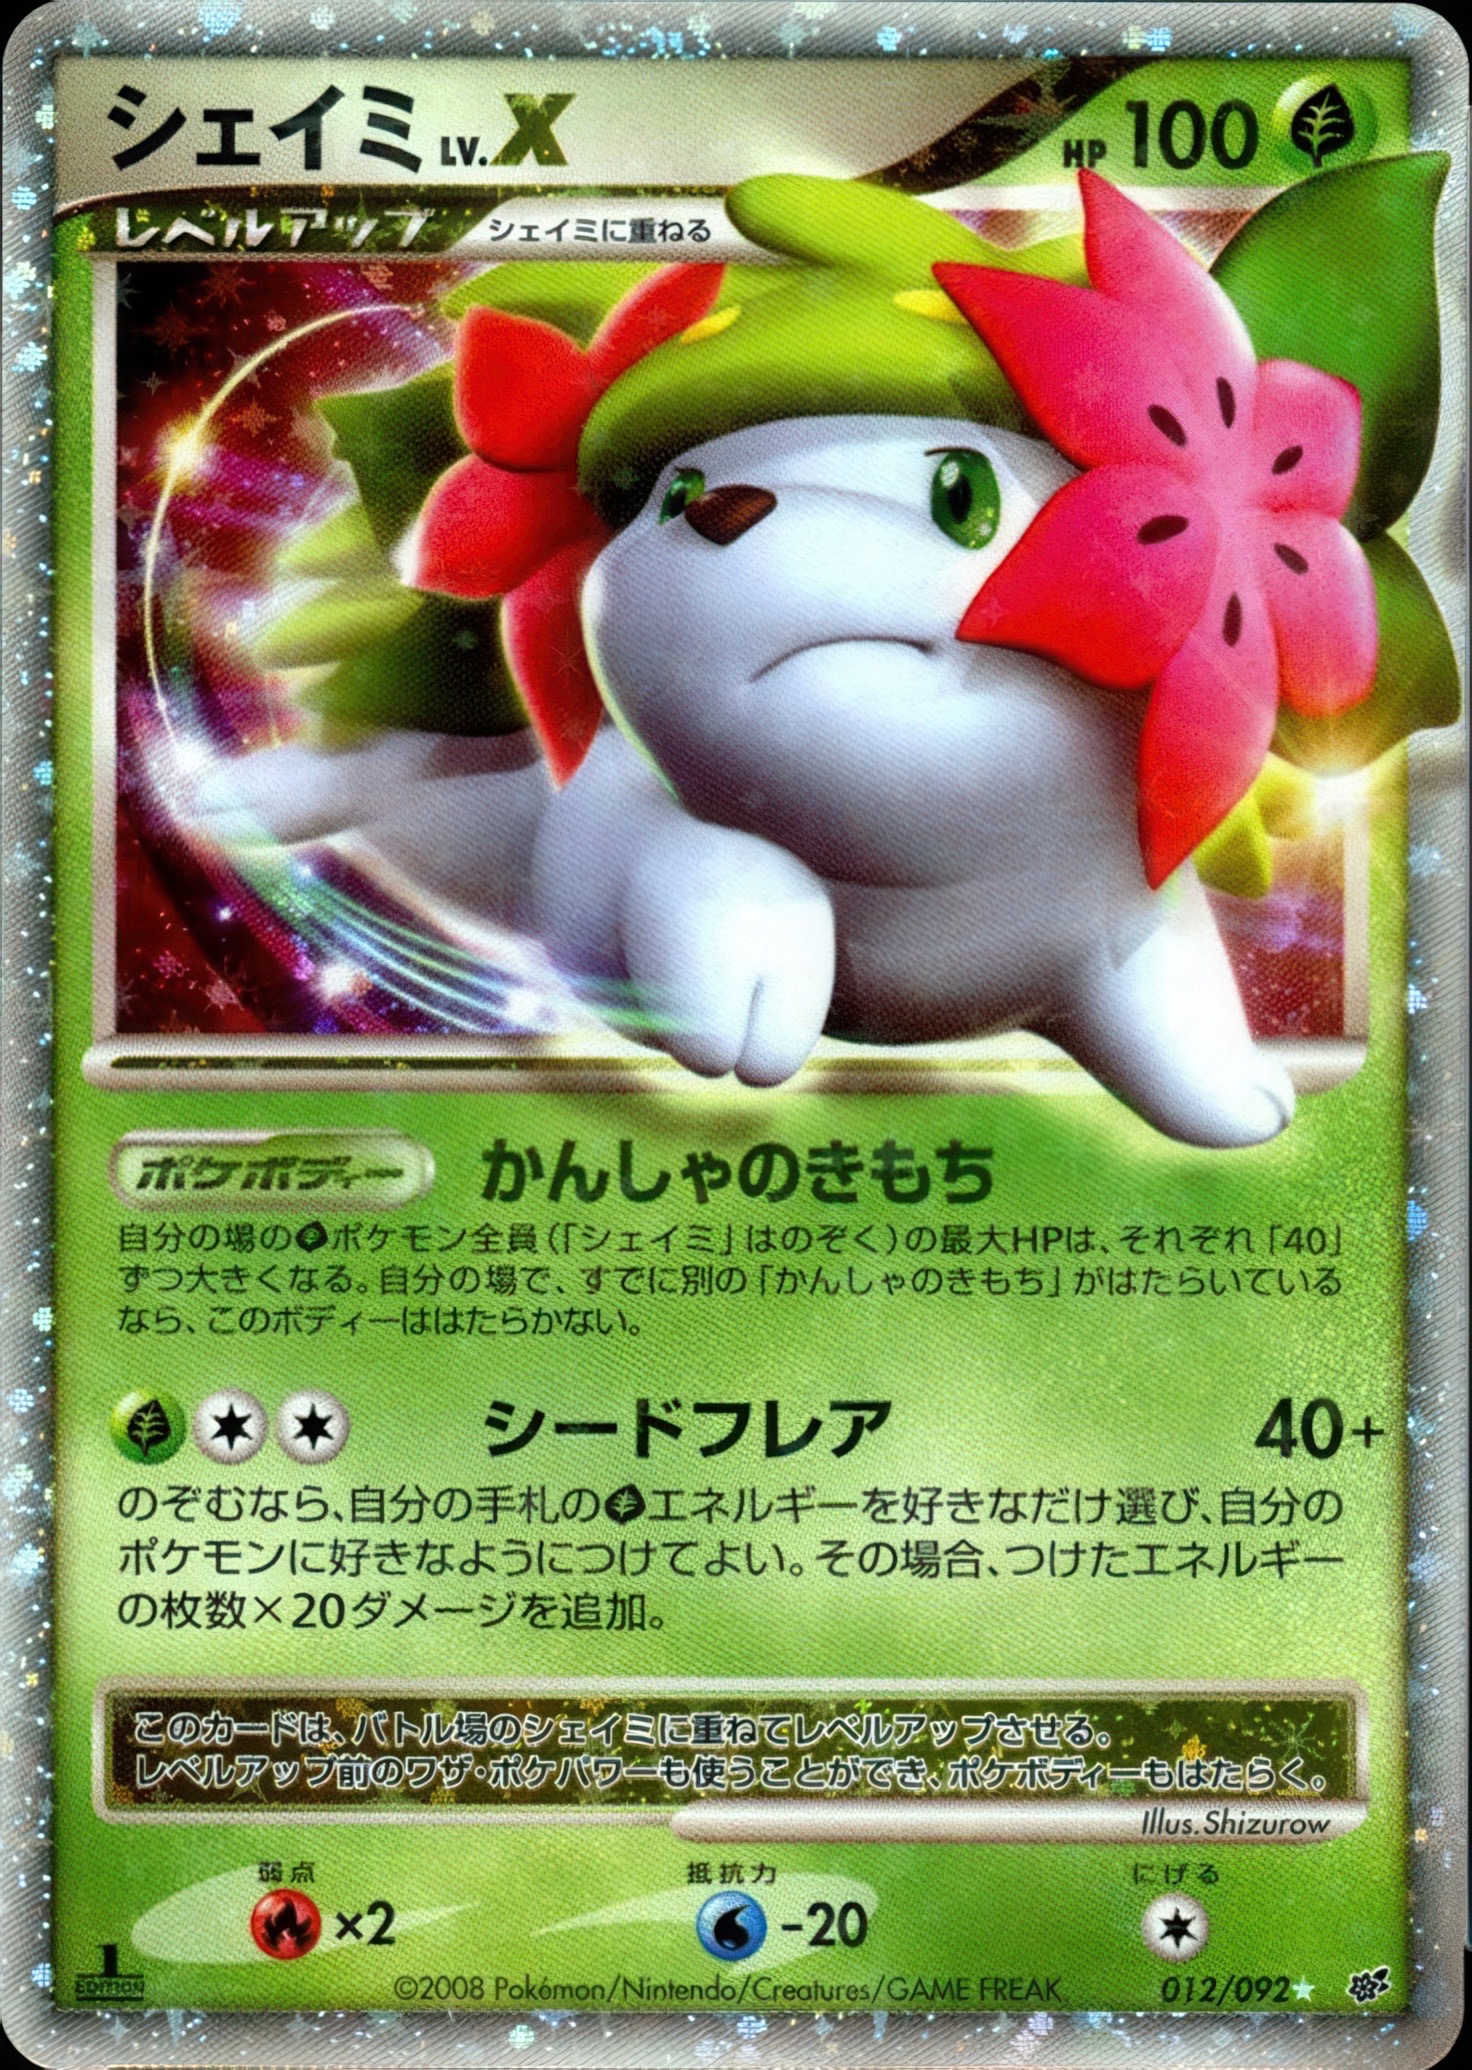 シェイミ LV.X HP 100
レベルアップ シェイミに重ねる
ポケボディー かんしゃのきもち
自分の場のポケモン全員(「シェイミ」はのぞく)の最大HPは、それぞれ「40」
ずつ大きくなる。自分の場で、すでに別の「かんしゃのきもち」がはたらいている
なら、このボディーははたらかない。
シードフレア 40+
のぞむなら、自分の手札のエネルギーを好きなだけ選び、自分の
ポケモンに好きなようにつけてよい。その場合、つけたエネルギー
の枚数×20ダメージを追加。
このカードは、バトル場のシェイミに重ねてレベルアップさせる。
レベルアップ前のワザ・ポケパワーも使うことができ、ポケボディーもはたらく。
Illus.Shizurow
弱点 抵抗力 にげる
×2 -20
1 EDITION
©2008 Pokémon/Nintendo/Creatures/GAME FREAK 012/092★